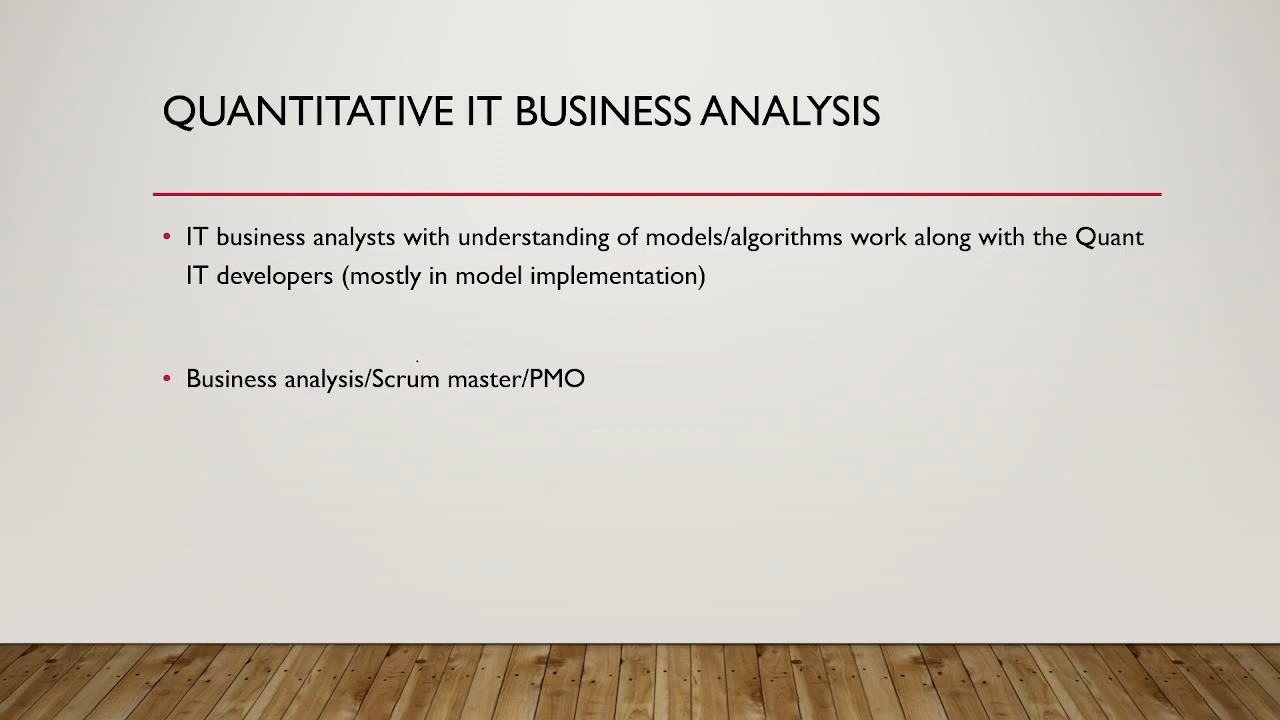 QUANTITATIVE IT BUSINESS ANALYSIS
• IT business analysts with understanding of models/algorithms work along with the Quant
IT developers (mostly in model implementation)
• Business analysis/Scrum master/PMO